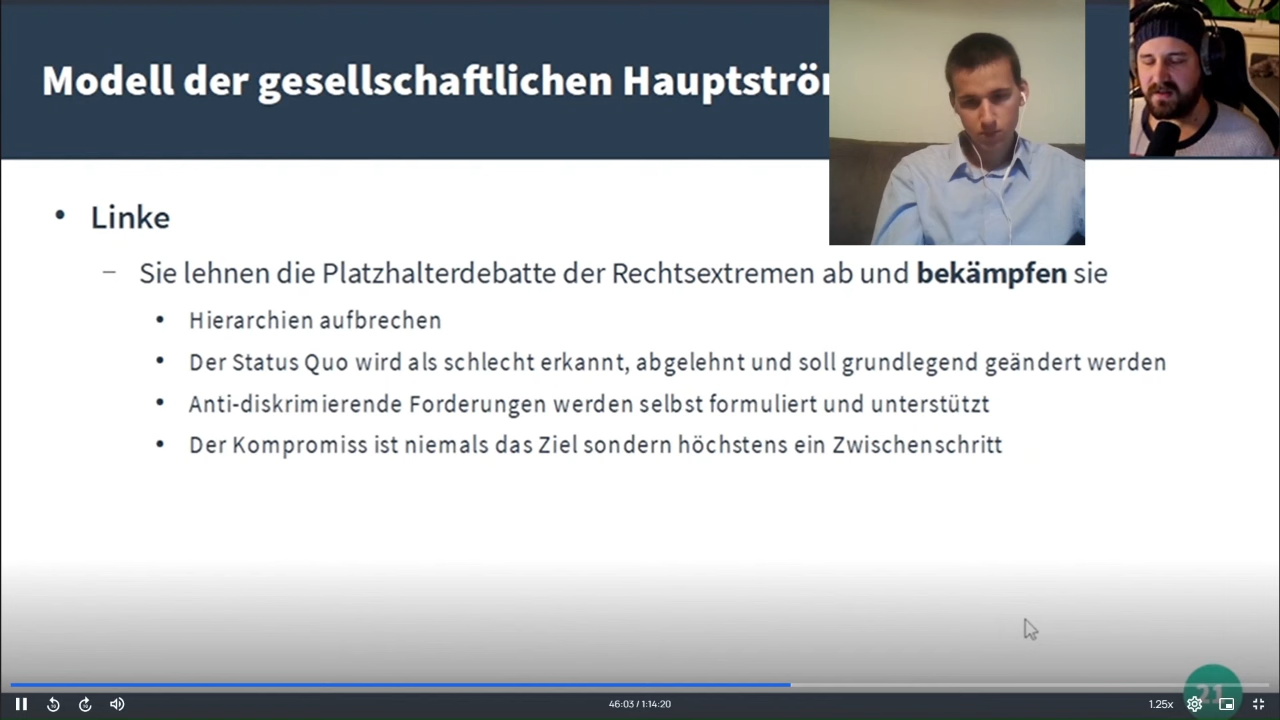 Modell der gesellschaftlichen Hauptströ
Linke
Sie lehnen die Platzhalterdebatte der Rechtsextremen ab und bekämpfen sie
Hierarchien aufbrechen
Der Status Quo wird als schlecht erkannt, abgelehnt und soll grundlegend geändert werden
Anti-diskrimierende Forderungen werden selbst formuliert und unterstützt
Der Kompromiss ist niemals das Ziel sondern höchstens ein Zwischenschritt
21
46:03 / 1:14:20
1.25x